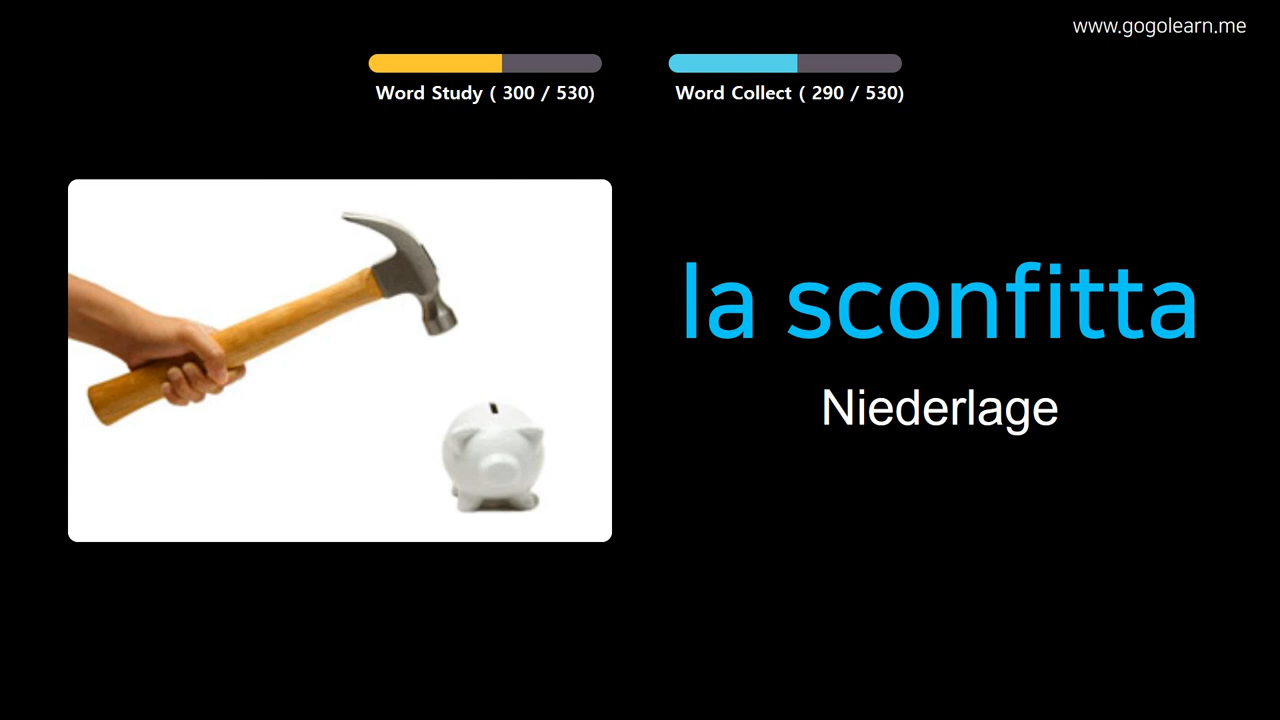 www.gogolearn.me
Word Study ( 300 / 530)
Word Collect ( 290 / 530)
la sconfitta
Niederlage